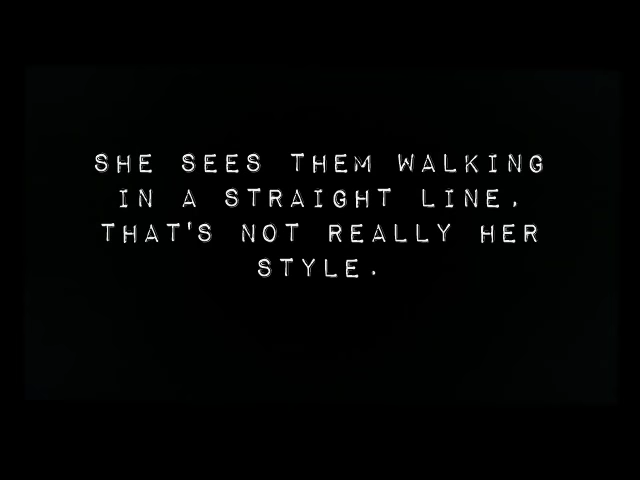 SHE SEES THEM WALKING
IN A STRAIGHT LINE,
THAT'S NOT REALLY HER
STYLE.